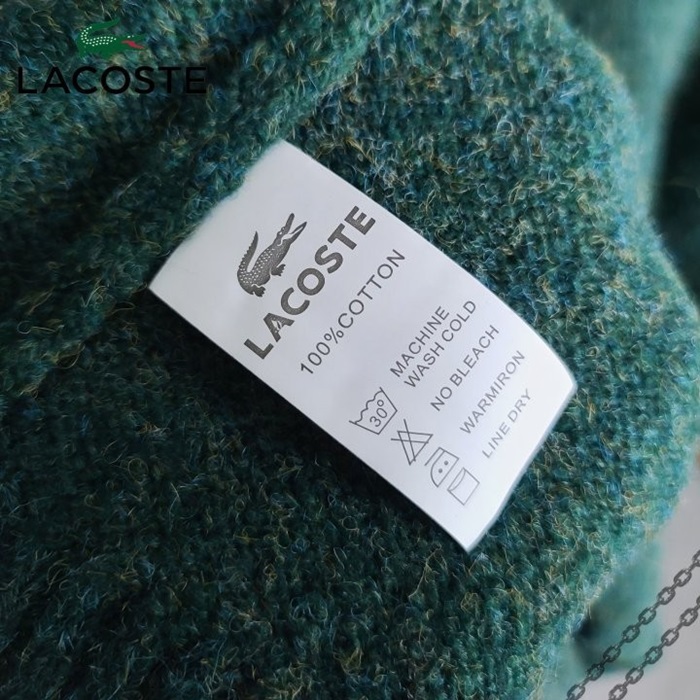 LACOSTE
LACOSTE
100%COTTON
30°
MACHINE
WASH COLD
NO BLEACH
WARMIRON
LINE DRY